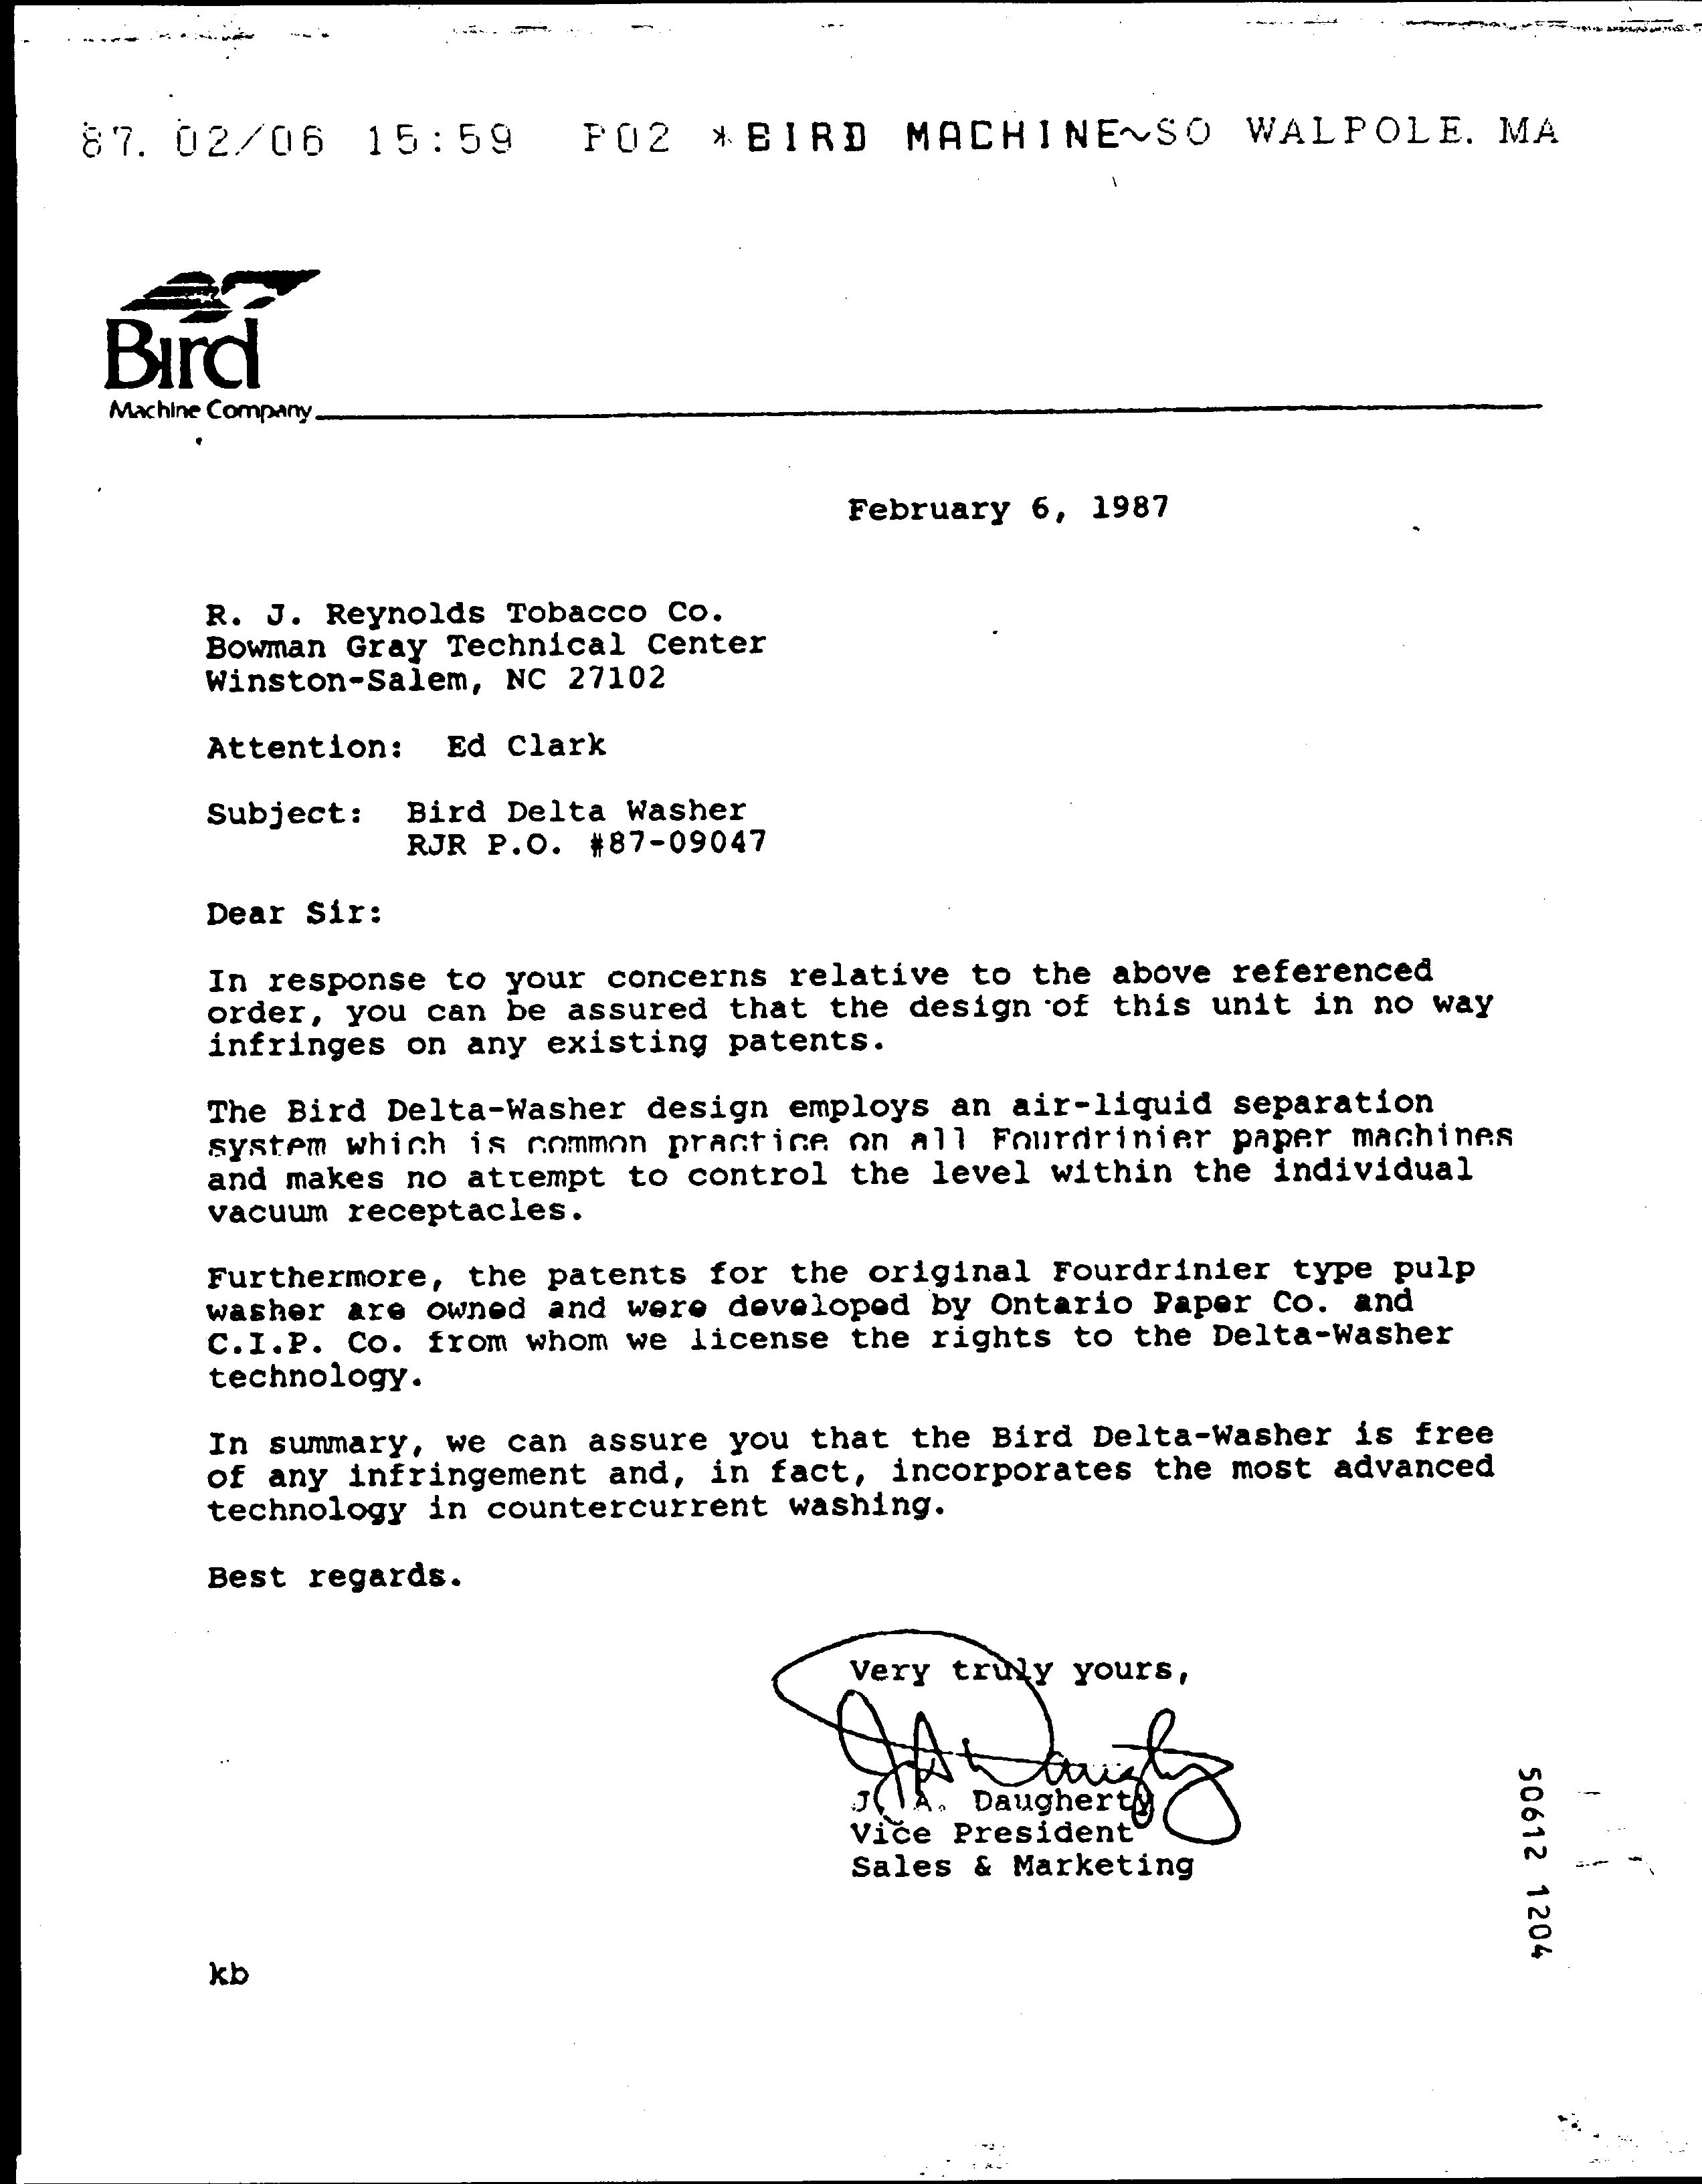 87. 02/06 15:59 P02 *BIRD MACHINE~SO WALPOLE. MA
Bird
Machine Company
February 6, 1987
R. J. Reynolds Tobacco Co.
Bowman Gray Technical Center
Winston-Salem, NC 27102
Attention: Ed Clark
Subject: Bird Delta Washer
RJR P.O. #87-09047
Dear Sir:
In response to your concerns relative to the above referenced
order, you can be assured that the design of this unit in no way
infringes on any existing patents.
The Bird Delta-Washer design employs an air-liquid separation
system which is common practice on all Fourdrinier paper machines
and makes no attempt to control the level within the individual
vacuum receptacles.
Furthermore, the patents for the original Fourdrinier type pulp
washer are owned and were developed by Ontario Paper Co. and
C.I.P. Co. from whom we license the rights to the Delta-Washer
technology.
In summary, we can assure you that the Bird Delta-Washer is free
of any infringement and, in fact, incorporates the most advanced
technology in countercurrent washing.
Best regards.
Very truly yours,
JA Daugherty
J. A. Daugherty
Vice President
Sales & Marketing
50612 1204
kb